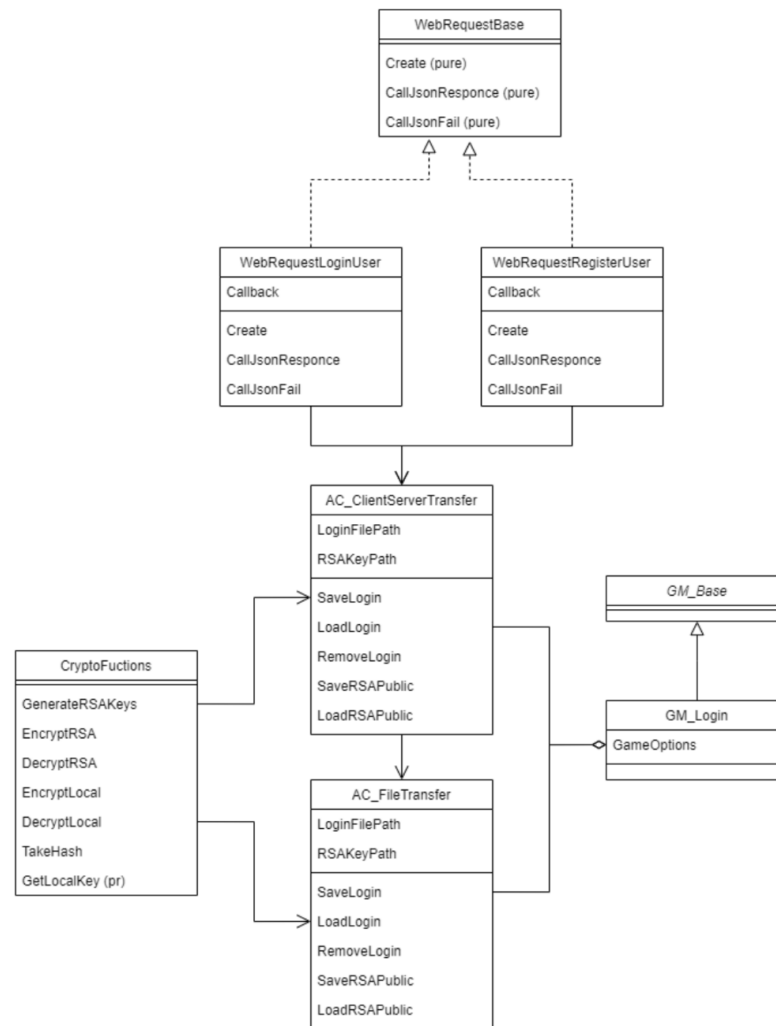 WebRequestBase
Create (pure)
CallJsonResponce (pure)
CallJsonFail (pure)
WebRequestLoginUser
Callback
Create
CallJsonResponce
CallJsonFail
WebRequestRegisterUser
Callback
Create
CallJsonResponce
CallJsonFail
AC_ClientServerTransfer
LoginFilePath
RSAKeyPath
SaveLogin
LoadLogin
RemoveLogin
SaveRSAPublic
LoadRSAPublic
GM_Base
CryptoFuctions
GenerateRSAKeys
EncryptRSA
DecryptRSA
EncryptLocal
DecryptLocal
TakeHash
GetLocalKey (pr)
GM_Login
GameOptions
AC_FileTransfer
LoginFilePath
RSAKeyPath
SaveLogin
LoadLogin
RemoveLogin
SaveRSAPublic
LoadRSAPublic